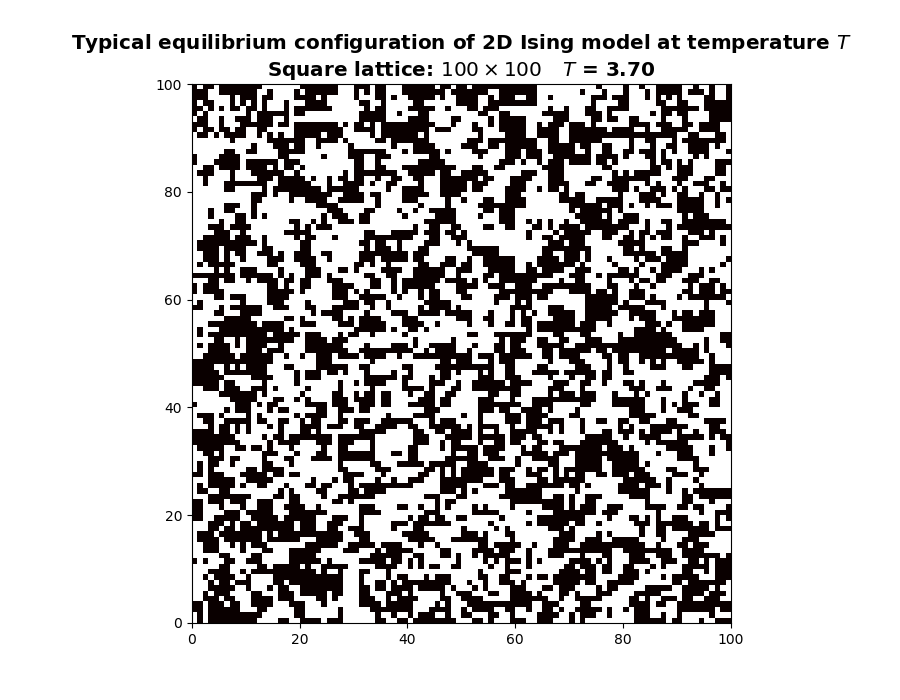 Typical equilibrium configuration of 2D Ising model at temperature T
Square lattice: 100 × 100 T = 3.70
100
80
60
40
20
0
0 20 40 60 80 100